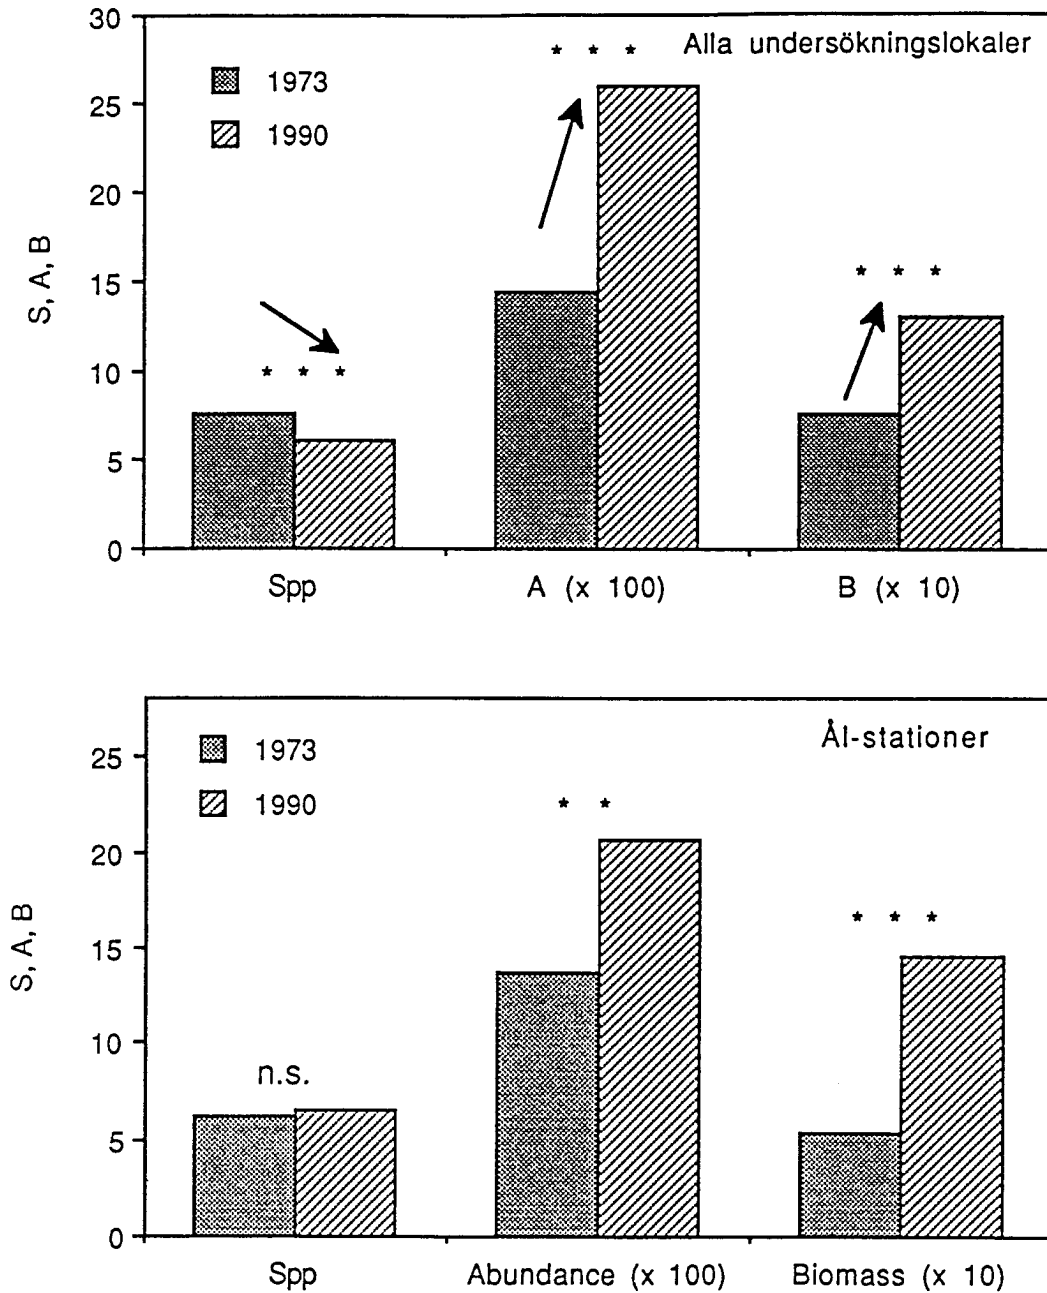 30
25
20
15
10
5
0
S, A, B
1973
1990
* * *
Alla undersökningslokaler
* * *
* * *
Spp
A (x 100)
B (x 10)
25
20
15
10
5
0
S, A, B
1973
1990
* *
Ål-stationer
* * *
n.s.
Spp
Abundance (x 100)
Biomass (x 10)